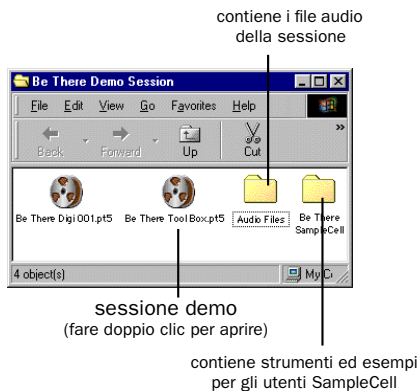 contiene i file audio
della sessione
Be There Demo Session
File Edit View Go Favorites Help
Back Forward Up Cut »
Be There Digi 001.pt5 Be There Tool Box.pt5 Audio Files Be There
SampleCell
4 object(s) My C
sessione demo
(fare doppio clic per aprire)
contiene strumenti ed esempi
per gli utenti SampleCell